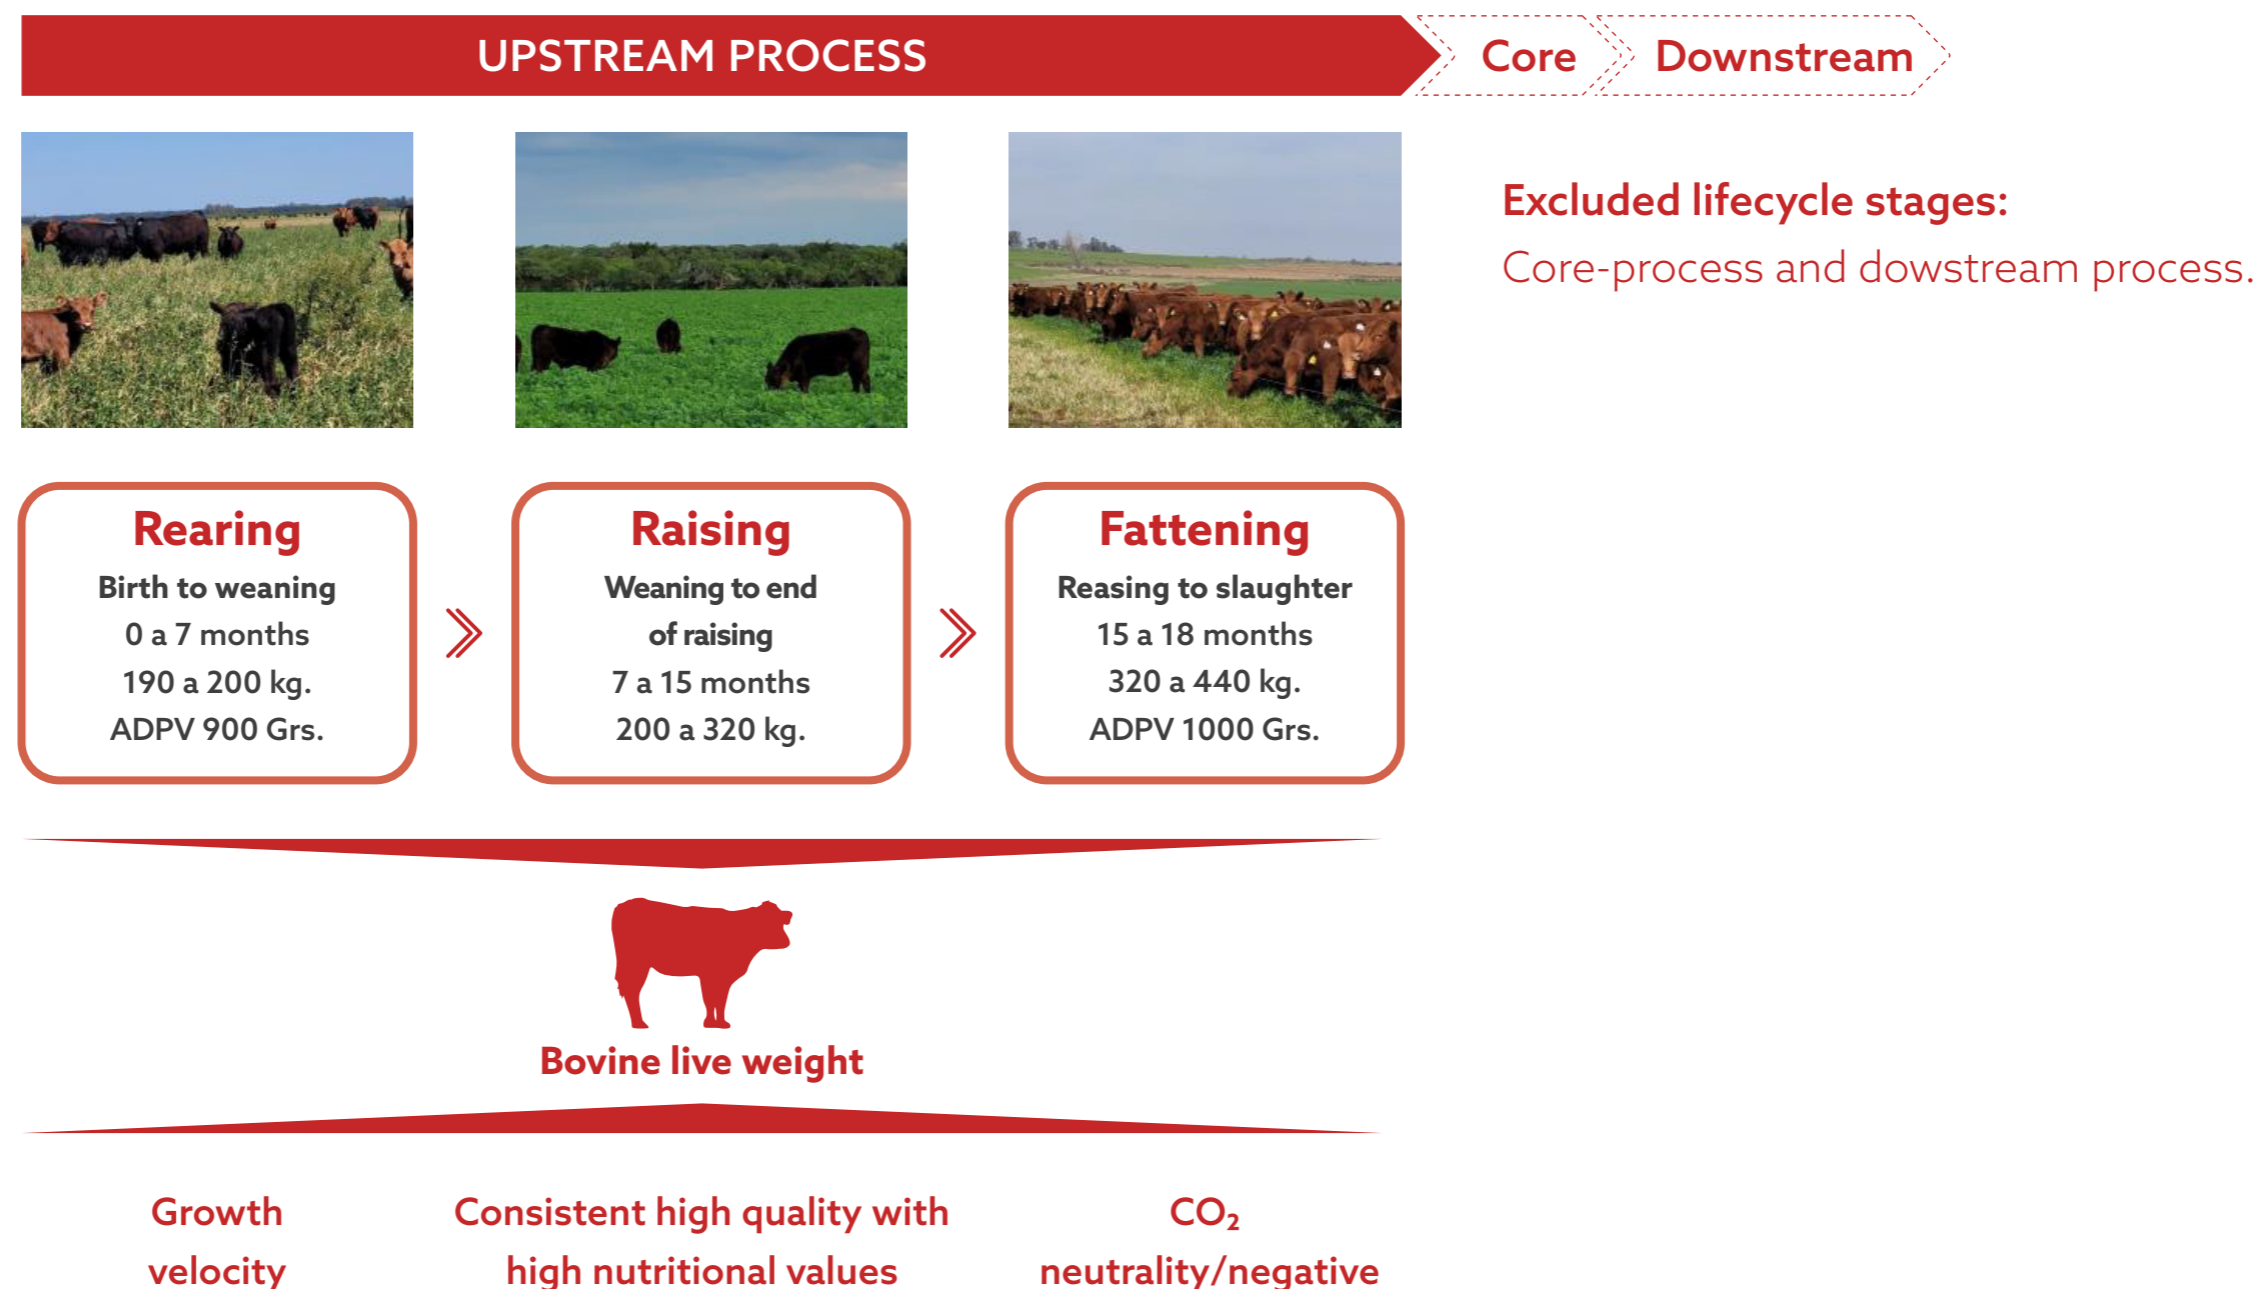 UPSTREAM PROCESS
Core
Downstream
Excluded lifecycle stages:
Core-process and dowstream process.
Rearing
Birth to weaning
0 a 7 months
190 a 200 kg.
ADPV 900 Grs.
Raising
Weaning to end
of raising
7 a 15 months
200 a 320 kg.
Fattening
Reasing to slaughter
15 a 18 months
320 a 440 kg.
ADPV 1000 Grs.
Bovine live weight
Growth
velocity
Consistent high quality with
high nutritional values
CO₂
neutrality/negative